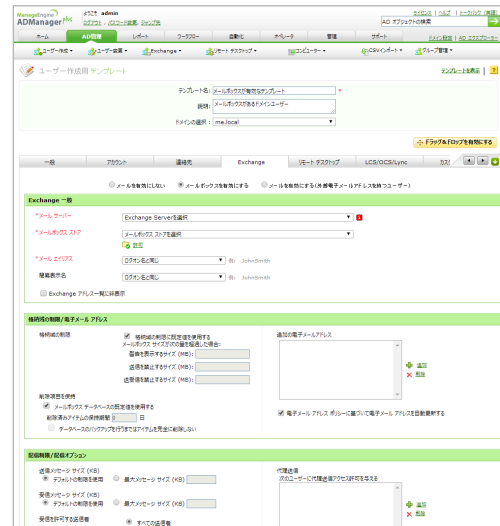 ManageEngine
ADManager Plus
ようこそ admin
ログアウト | パスワード変更 ジャンプ先
ライセンス | ヘルプ | トークバック
AD オブジェクトの検索
ホーム AD管理 レポート ワークフロー 自動化 オペレータ 管理 サポート ドメイン設定 | AD エクスプローラー
ユーザー作成 ユーザー変更 Exchange リモート デスクトップ コンピューター CSVインポート グループ管理
ユーザー作成用 テンプレート
テンプレートを表示
テンプレート名: メールボックスが有効なテンプレート *
説明: メールボックスがあるドメインユーザー
ドメインの選択 : me.local
ドラッグ&ドロップを有効にする
一般 アカウント 連絡先 Exchange リモート デスクトップ LCS/OCS/Lync カス
メールを有効にしない メールボックスを有効にする メールを有効にする(外部電子メールアドレスを持つユーザー)
Exchange 一般
*メール サーバー Exchange Serverを選択
*メールボックス ストア メールボックス ストアを選択
*メール エイリアス ログオン名と同じ 例: JohnSmith
簡易表示名 ログオン名と同じ 例: JohnSmith
Exchange アドレス一覧に非表示
格納域の制限/電子メール アドレス
格納域の制限 格納域の制限に既定値を使用する
メールボックス サイズが次の量を超過した場合:
警告を表示するサイズ (MB):
送信を禁止するサイズ (MB):
送受信を禁止するサイズ (MB):
削除項目を保持
メールボックス データベースの既定値を使用する
削除済みアイテムの保持期間 0 日
データベースのバックアップを行うまではアイテムを完全に削除しない
追加の電子メールアドレス
追加
削除
電子メール アドレス ポリシーに基づいて電子メール アドレスを自動更新する
配信制限/配信オプション
送信メッセージ サイズ (KB)
デフォルトの制限を使用 最大メッセージ サイズ (KB)
受信メッセージ サイズ (KB)
デフォルトの制限を使用 最大メッセージ サイズ (KB)
受信を許可する送信者 すべての送信者
代理送信
次のユーザーに代理送信アクセス許可を与える
追加
削除